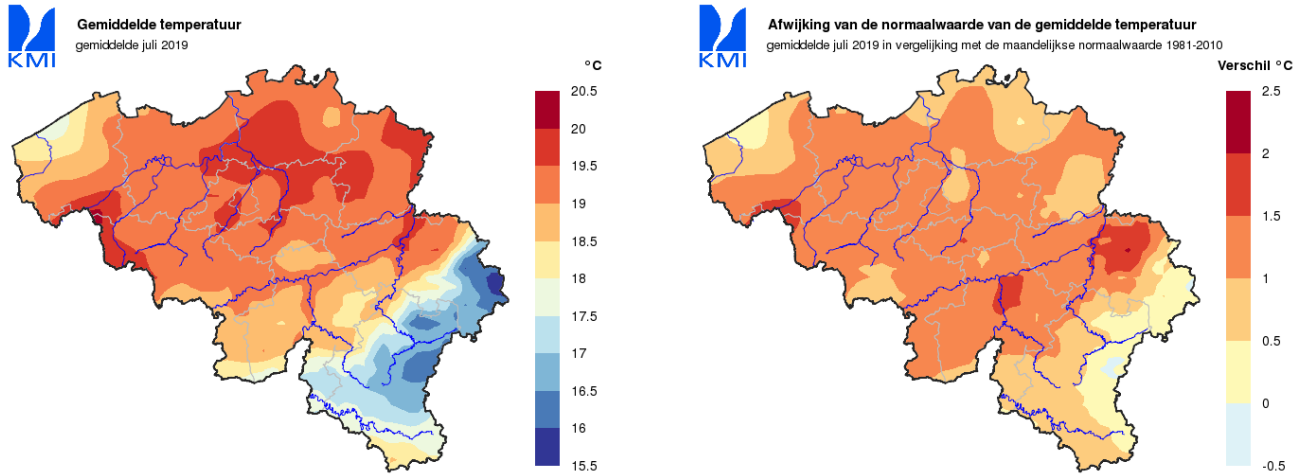 Gemiddelde temperatuur
gemiddelde juli 2019
KMI
°C
20.5
20
19.5
19
18.5
18
17.5
17
16.5
16
15.5
Afwijking van de normaalwaarde van de gemiddelde temperatuur
gemiddelde juli 2019 in vergelijking met de maandelijkse normaalwaarde 1981-2010
KMI
Verschil °C
2.5
2
1.5
1
0.5
0
-0.5